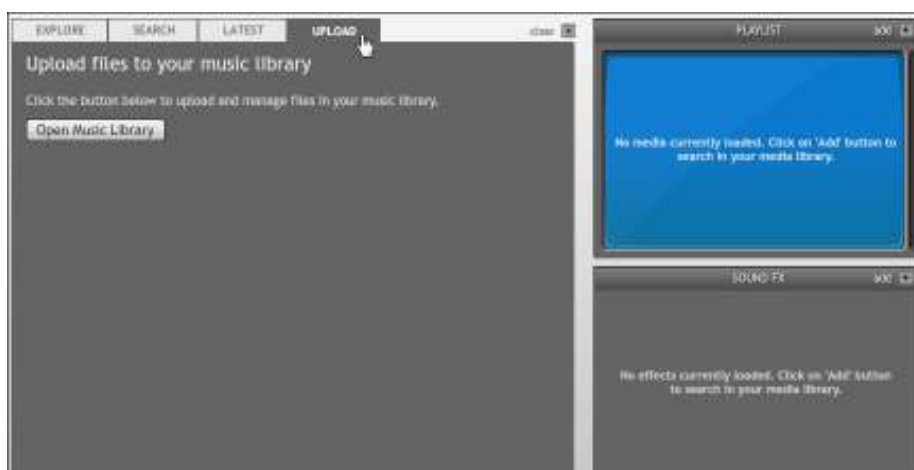 EXPLORE
SEARCH
LATEST
UPLOAD
close
Upload files to your music library
Click the button below to upload and manage files in your music library.
Open Music Library
PLAYLIST
add
No media currently loaded. Click on 'Add' button to
search in your media library.
SOUND FX
add
No effects currently loaded. Click on 'Add' button
to search in your media library.